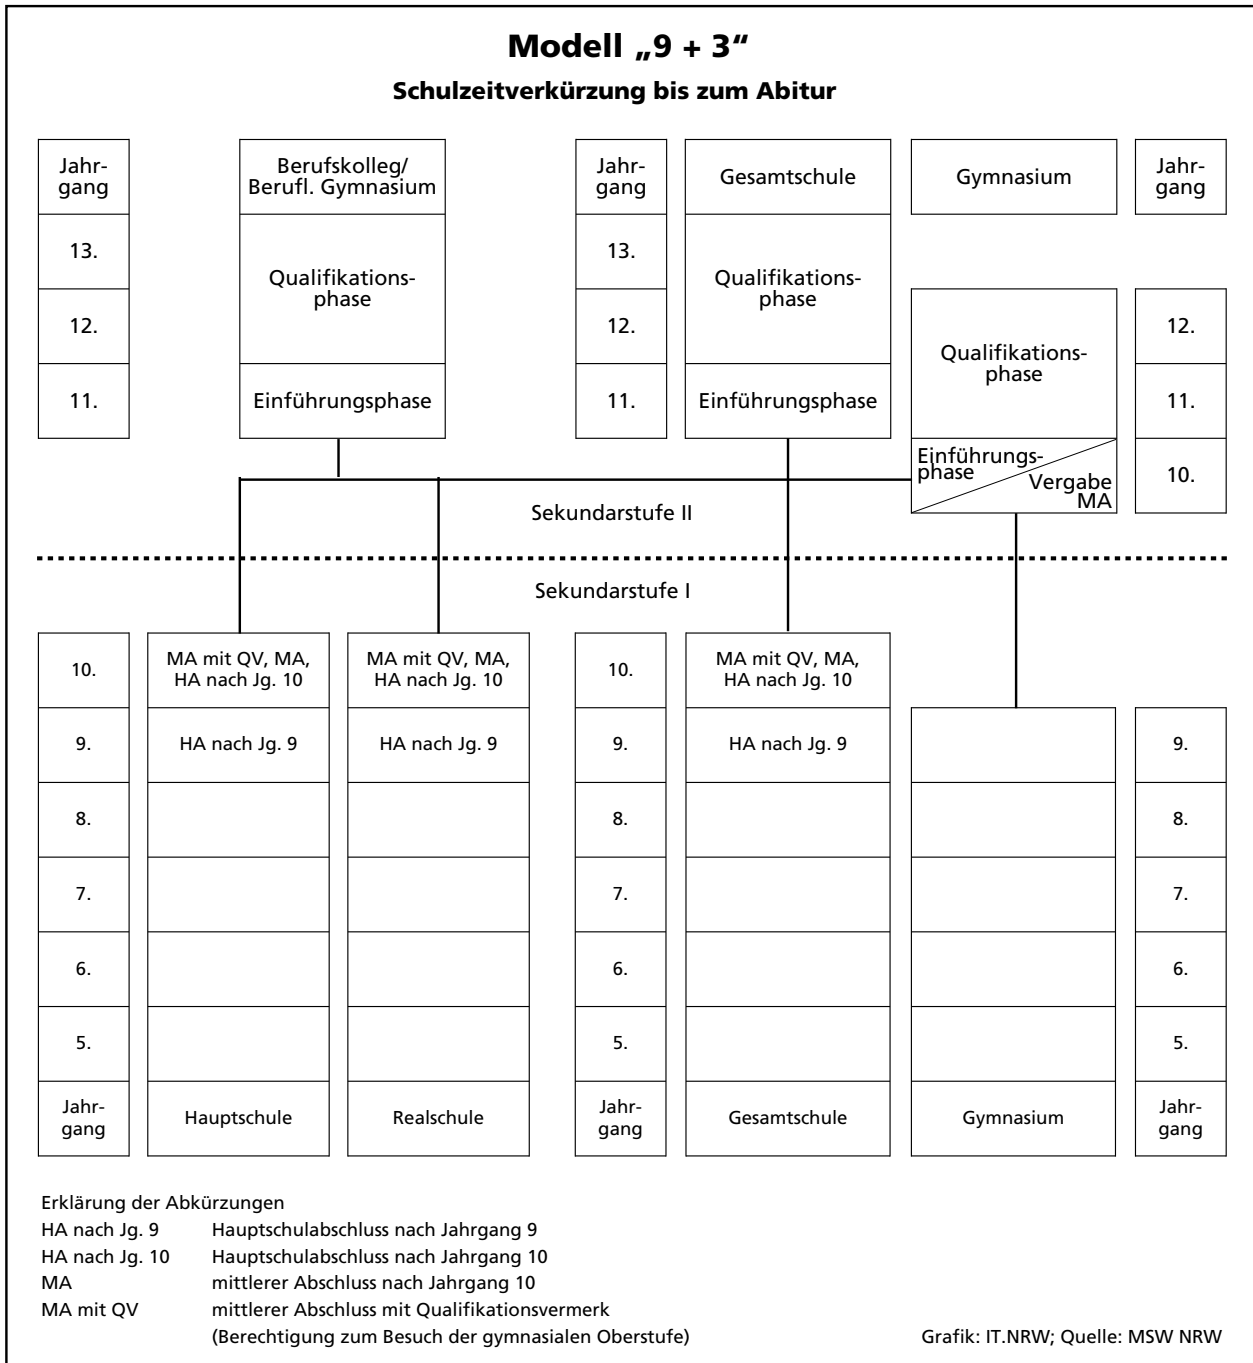 Modell „9 + 3“
Schulzeitverkürzung bis zum Abitur
Jahr-
gang
Berufskolleg/
Berufl. Gymnasium
Jahr-
gang
Gesamtschule
Gymnasium
Jahr-
gang
13.
Qualifikations-
phase
13.
Qualifikations-
phase
12.
12.
Qualifikations-
phase
12.
11.
Einführungsphase
11.
Einführungsphase
11.
Einführungs-
phase
Vergabe
MA
10.
Sekundarstufe II
Sekundarstufe I
10.
MA mit QV, MA,
HA nach Jg. 10
MA mit QV, MA,
HA nach Jg. 10
10.
MA mit QV, MA,
HA nach Jg. 10
9.
HA nach Jg. 9
HA nach Jg. 9
9.
HA nach Jg. 9
9.
8.
8.
8.
7.
7.
7.
6.
6.
6.
5.
5.
5.
Jahr-
gang
Hauptschule
Realschule
Jahr-
gang
Gesamtschule
Gymnasium
Jahr-
gang
Erklärung der Abkürzungen
HA nach Jg. 9 Hauptschulabschluss nach Jahrgang 9
HA nach Jg. 10 Hauptschulabschluss nach Jahrgang 10
MA mittlerer Abschluss nach Jahrgang 10
MA mit QV mittlerer Abschluss mit Qualifikationsvermerk
(Berechtigung zum Besuch der gymnasialen Oberstufe)
Grafik: IT.NRW; Quelle: MSW NRW